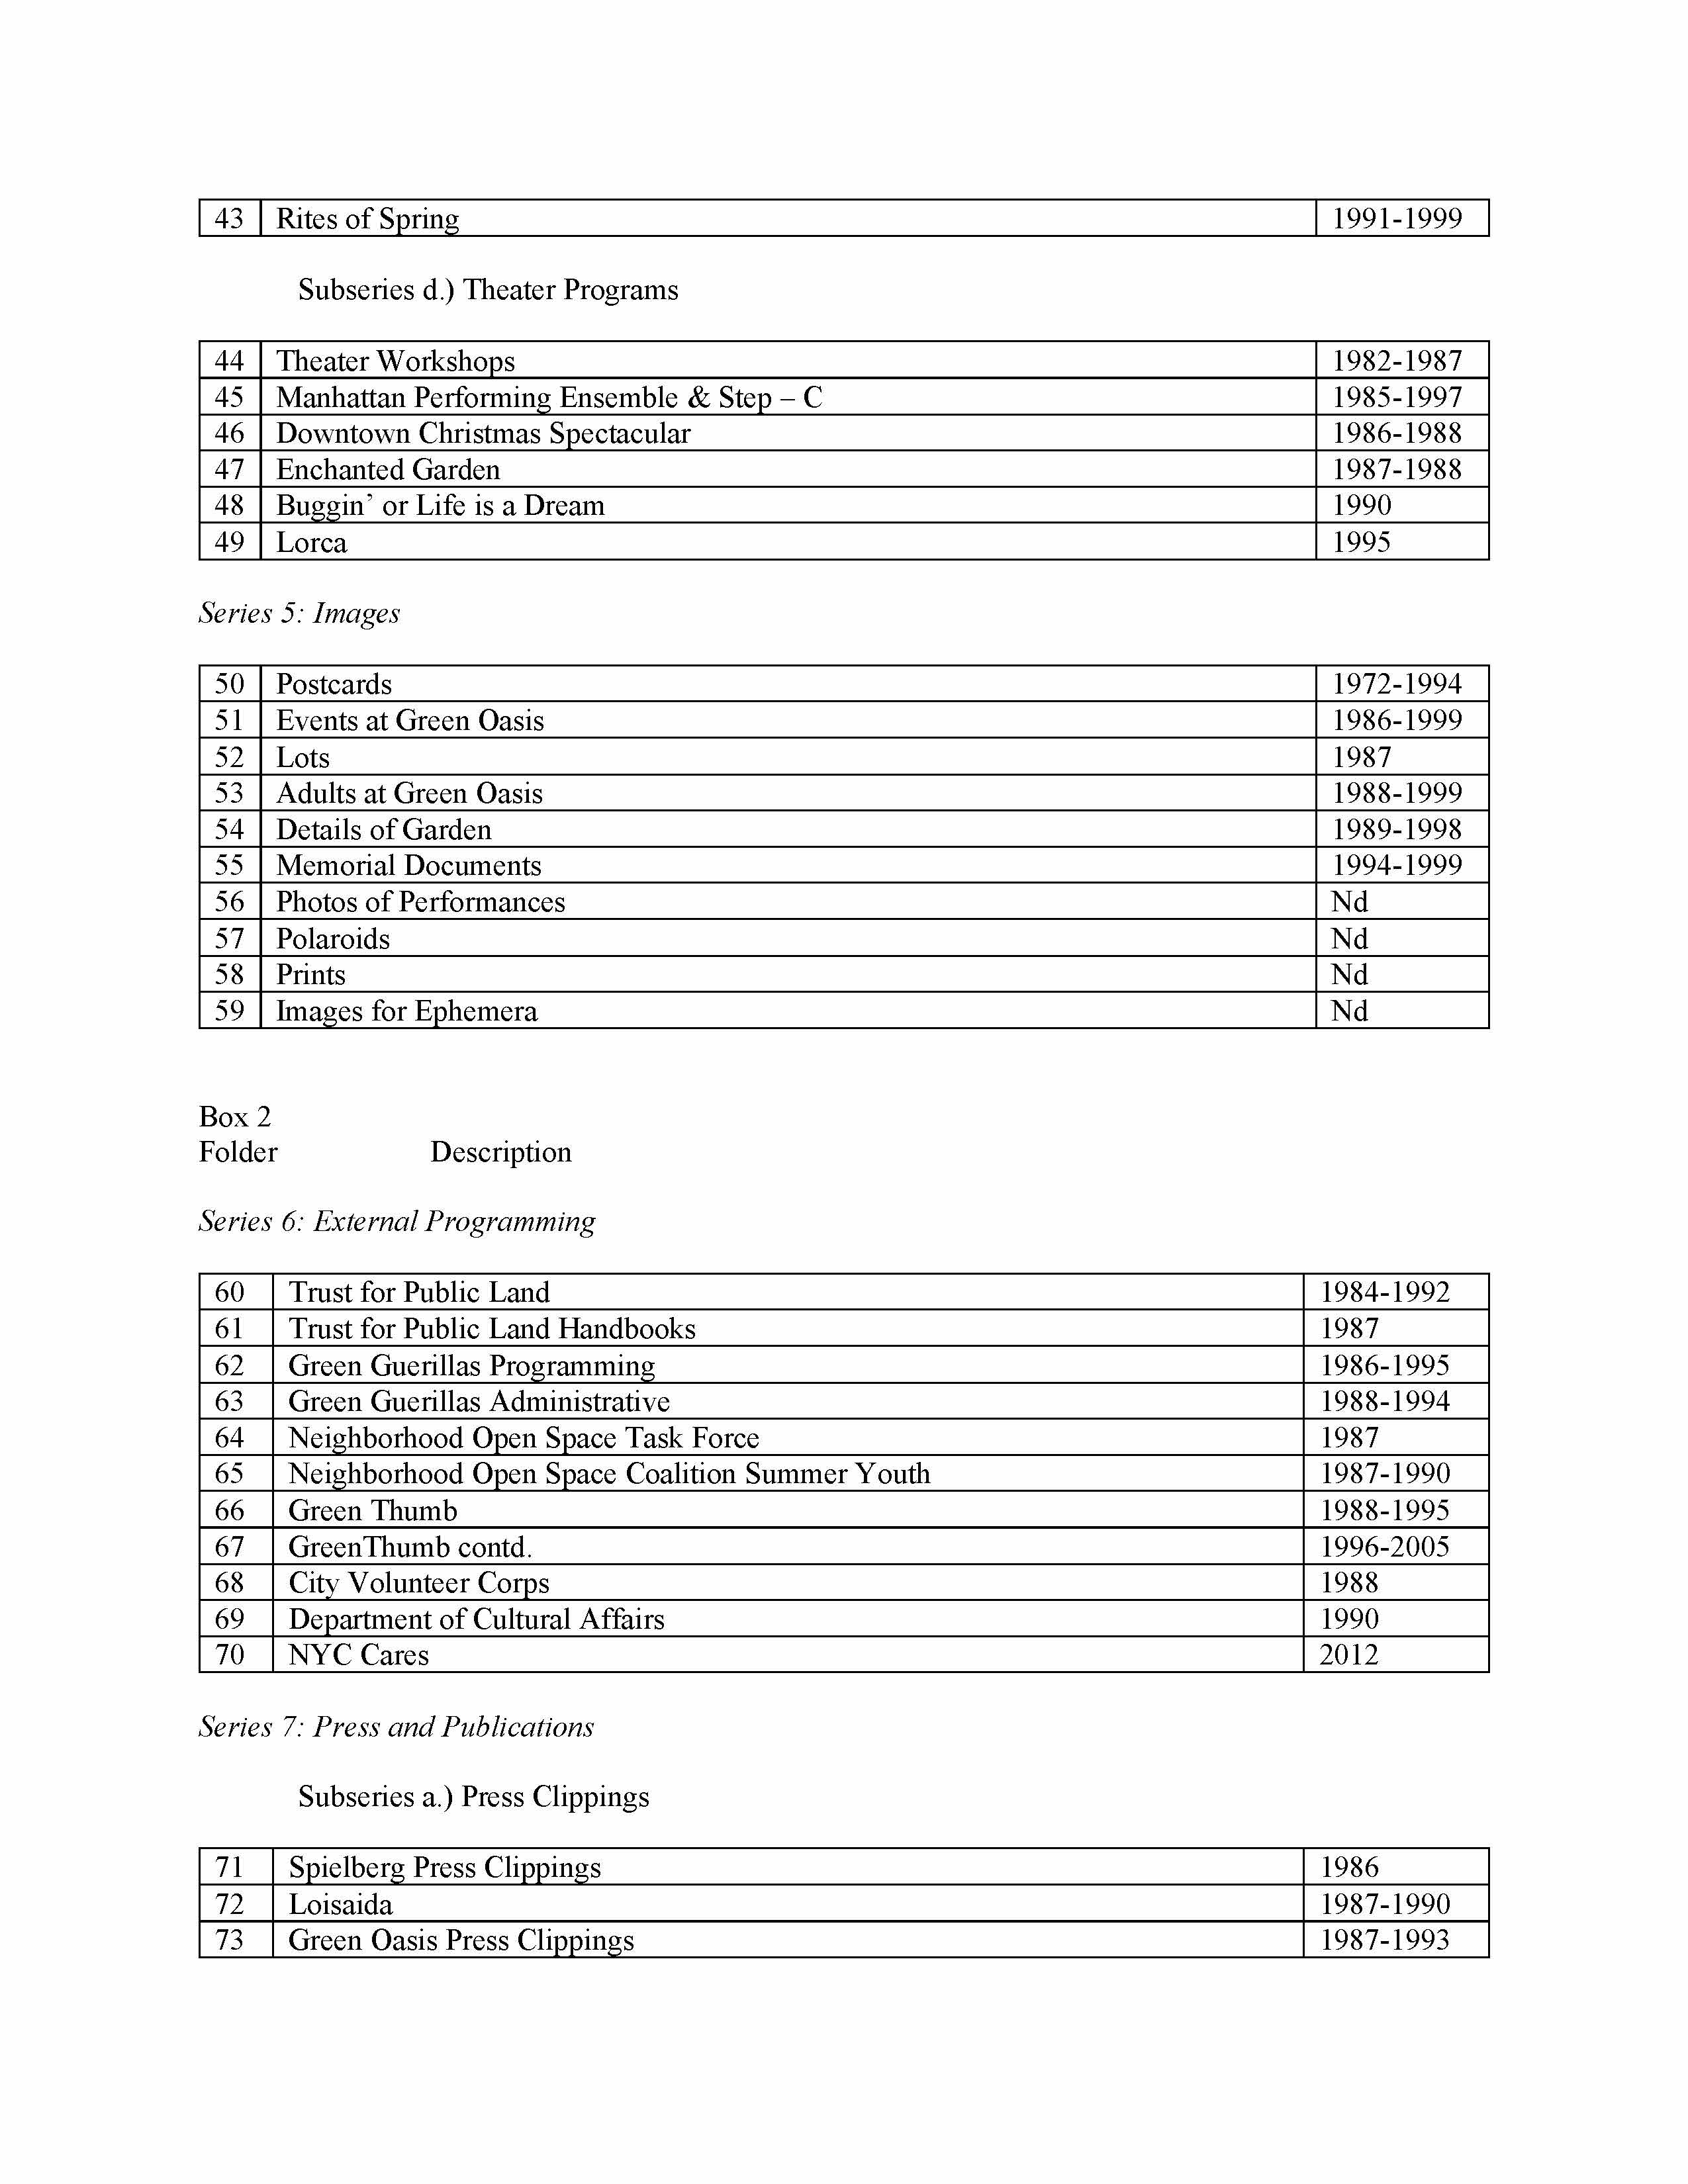 43 Rites of Spring 1991-1999
Subseries d.) Theater Programs
44 Theater Workshops 1982-1987
45 Manhattan Performing Ensemble & Step – C 1985-1997
46 Downtown Christmas Spectacular 1986-1988
47 Enchanted Garden 1987-1988
48 Buggin’ or Life is a Dream 1990
49 Lorca 1995
Series 5: Images
50 Postcards 1972-1994
51 Events at Green Oasis 1986-1999
52 Lots 1987
53 Adults at Green Oasis 1988-1999
54 Details of Garden 1989-1998
55 Memorial Documents 1994-1999
56 Photos of Performances Nd
57 Polaroids Nd
58 Prints Nd
59 Images for Ephemera Nd
Box 2
Folder Description
Series 6: External Programming
60 Trust for Public Land 1984-1992
61 Trust for Public Land Handbooks 1987
62 Green Guerillas Programming 1986-1995
63 Green Guerillas Administrative 1988-1994
64 Neighborhood Open Space Task Force 1987
65 Neighborhood Open Space Coalition Summer Youth 1987-1990
66 Green Thumb 1988-1995
67 GreenThumb contd. 1996-2005
68 City Volunteer Corps 1988
69 Department of Cultural Affairs 1990
70 NYC Cares 2012
Series 7: Press and Publications
Subseries a.) Press Clippings
71 Spielberg Press Clippings 1986
72 Loisaida 1987-1990
73 Green Oasis Press Clippings 1987-1993